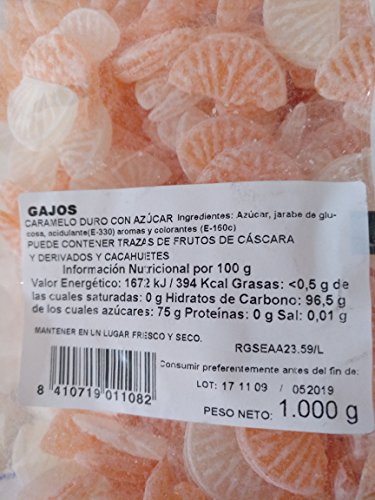 GAJOS
CARAMELO DURO CON AZÚCAR Ingredientes: Azúcar, jarabe de glu-
cosa, acidulante(E-330) aromas y colorantes (E-160c)
PUEDE CONTENER TRAZAS DE FRUTOS DE CÁSCARA
Y DERIVADOS Y CACAHUETES
Información Nutricional por 100 g
Valor Energético: 1672 kJ / 394 Kcal Grasas: <0,5 g de
las cuales saturadas: 0 g Hidratos de Carbono: 96,5 g
de los cuales azúcares: 75 g Proteínas: 0 g Sal: 0,01 g
MANTENER EN UN LUGAR FRESCO Y SECO.
RGSEAA23.59/L
Consumir preferentemente antes del fin de:
LOT: 17 11 09 / 052019
8 410719 011082
PESO NETO: 1.000 g